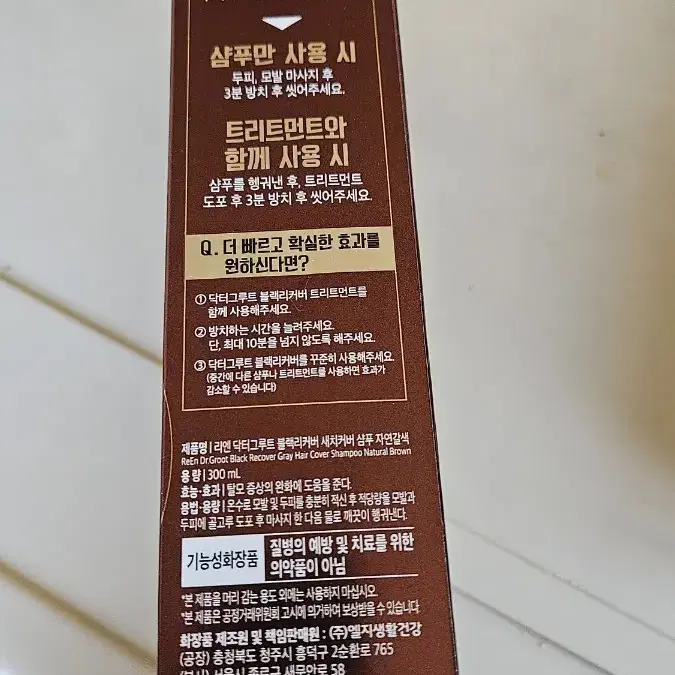 샴푸만 사용 시
두피, 모발 마사지 후
3분 방치 후 씻어주세요.
트리트먼트와
함께 사용 시
샴푸를 헹궈낸 후, 트리트먼트
도포 후 3분 방치 후 씻어주세요.
Q. 더 빠르고 확실한 효과를
원하신다면?
① 닥터그루트 블랙리커버 트리트먼트를
함께 사용해주세요.
② 방치하는 시간을 늘려주세요.
단, 최대 10분을 넘지 않도록 해주세요.
③ 닥터그루트 블랙리커버를 꾸준히 사용해주세요.
(중간에 다른 샴푸나 트리트먼트를 사용하면 효과가
감소할 수 있습니다)
제품명 | 리엔 닥터그루트 블랙리커버 새치커버 샴푸 자연갈색
ReEn Dr.Groot Black Recover Gray Hair Cover Shampoo Natural Brown
용량 | 300 mL
효능·효과 | 탈모 증상의 완화에 도움을 준다.
용법·용량 | 온수로 모발 및 두피를 충분히 적신 후 적당량을 모발과
두피에 골고루 도포 후 마사지 한 다음 물로 깨끗이 헹궈낸다.
기능성화장품 질병의 예방 및 치료를 위한
의약품이 아님
*본 제품을 머리 감는 용도 외에는 사용하지 마십시오.
*본 제품은 공정거래위원회 고시에 의거하여 보상받을 수 있습니다.
화장품 제조원 및 책임판매원 : (주)엘지생활건강
(공장) 충청북도 청주시 흥덕구 2순환로 765
(본사) 서울시 종로구 새문안로 58